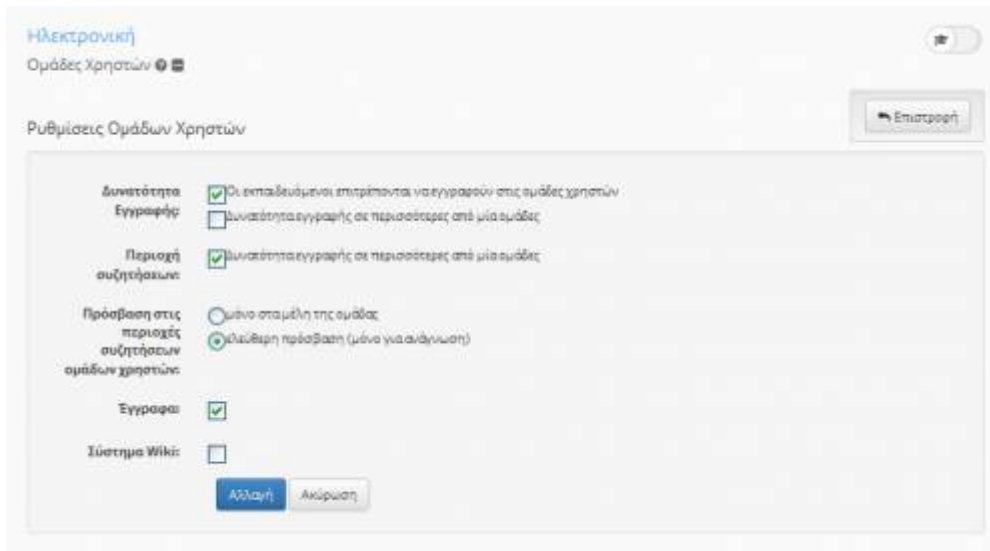 Ηλεκτρονική
Ομάδες Χρηστών
Ρυθμίσεις Ομάδων Χρηστών
Επιστροφή
Δυνατότητα
Εγγραφής:
Οι εκπαιδευόμενοι επιτρέπονται να εγγραφούν στις ομάδες χρηστών
Δυνατότητα εγγραφής σε περισσότερες από μία ομάδες
Περιοχή
συζητήσεων:
Δυνατότητα εγγραφής σε περισσότερες από μία ομάδες
Πρόσβαση στις
περιοχές
συζητήσεων
ομάδων χρηστών:
μόνο στα μέλη της ομάδας
ελεύθερη πρόσβαση (μόνο για ανάγνωση)
Έγγραφα:
Σύστημα Wiki:
Αλλαγή
Ακύρωση